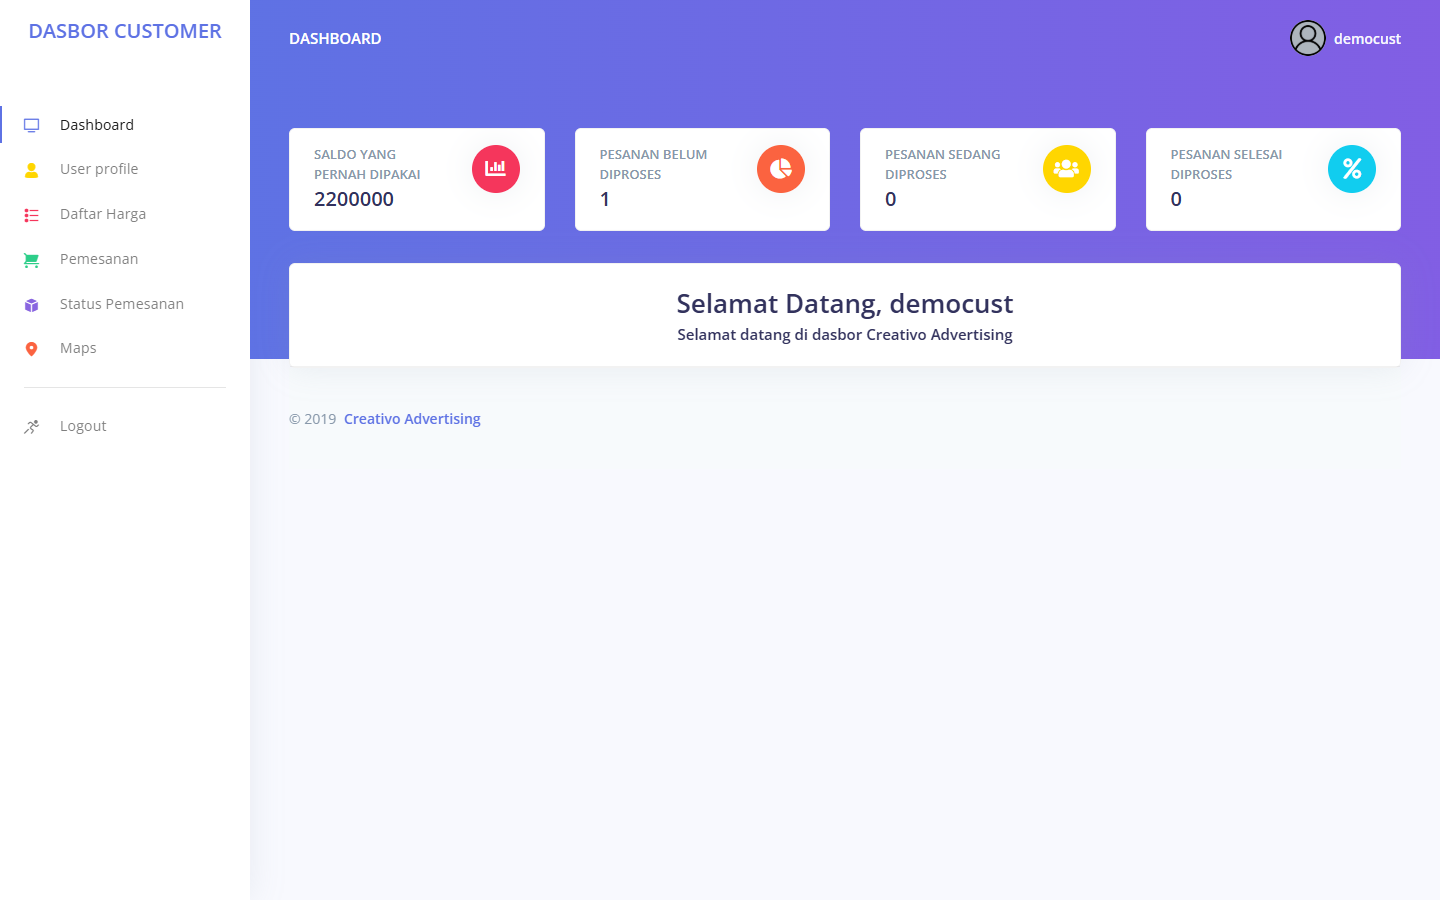 DASBOR CUSTOMER
Dashboard
User profile
Daftar Harga
Pemesanan
Status Pemesanan
Maps
Logout
DASHBOARD
democust
SALDO YANG
PERNAH DIPAKAI
2200000
PESANAN BELUM
DIPROSES
1
PESANAN SEDANG
DIPROSES
0
PESANAN SELESAI
DIPROSES
0
Selamat Datang, democust
Selamat datang di dasbor Creativo Advertising
© 2019 Creativo Advertising